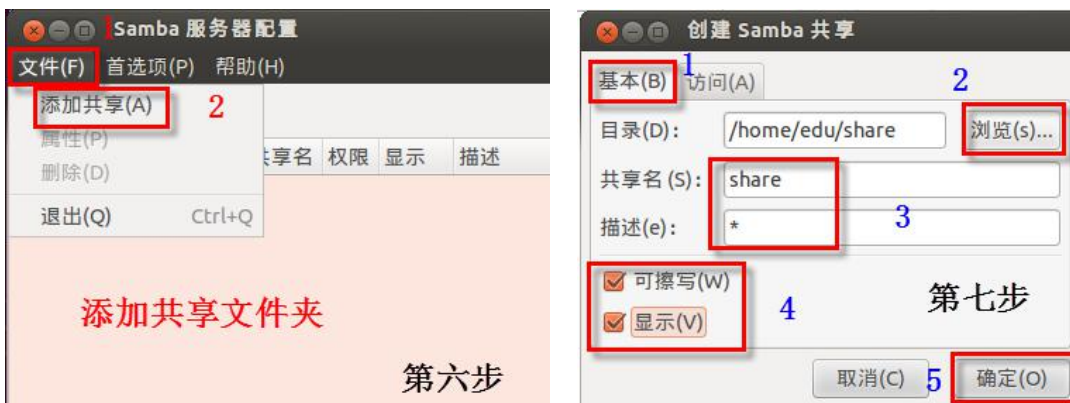 Samba 服务器配置
文件(F) 首选项(P) 帮助(H)
添加共享(A) 2
属性(P)
删除(D)
享名 权限 显示 描述
退出(Q) Ctrl+Q
添加共享文件夹
第六步
创建 Samba 共享
1
基本(B) 访问(A) 2
目录(D): /home/edu/share 浏览(s)...
共享名(S): share
3
描述(e): *
可擦写(W)
4 第七步
显示(V)
取消(C) 5 确定(O)